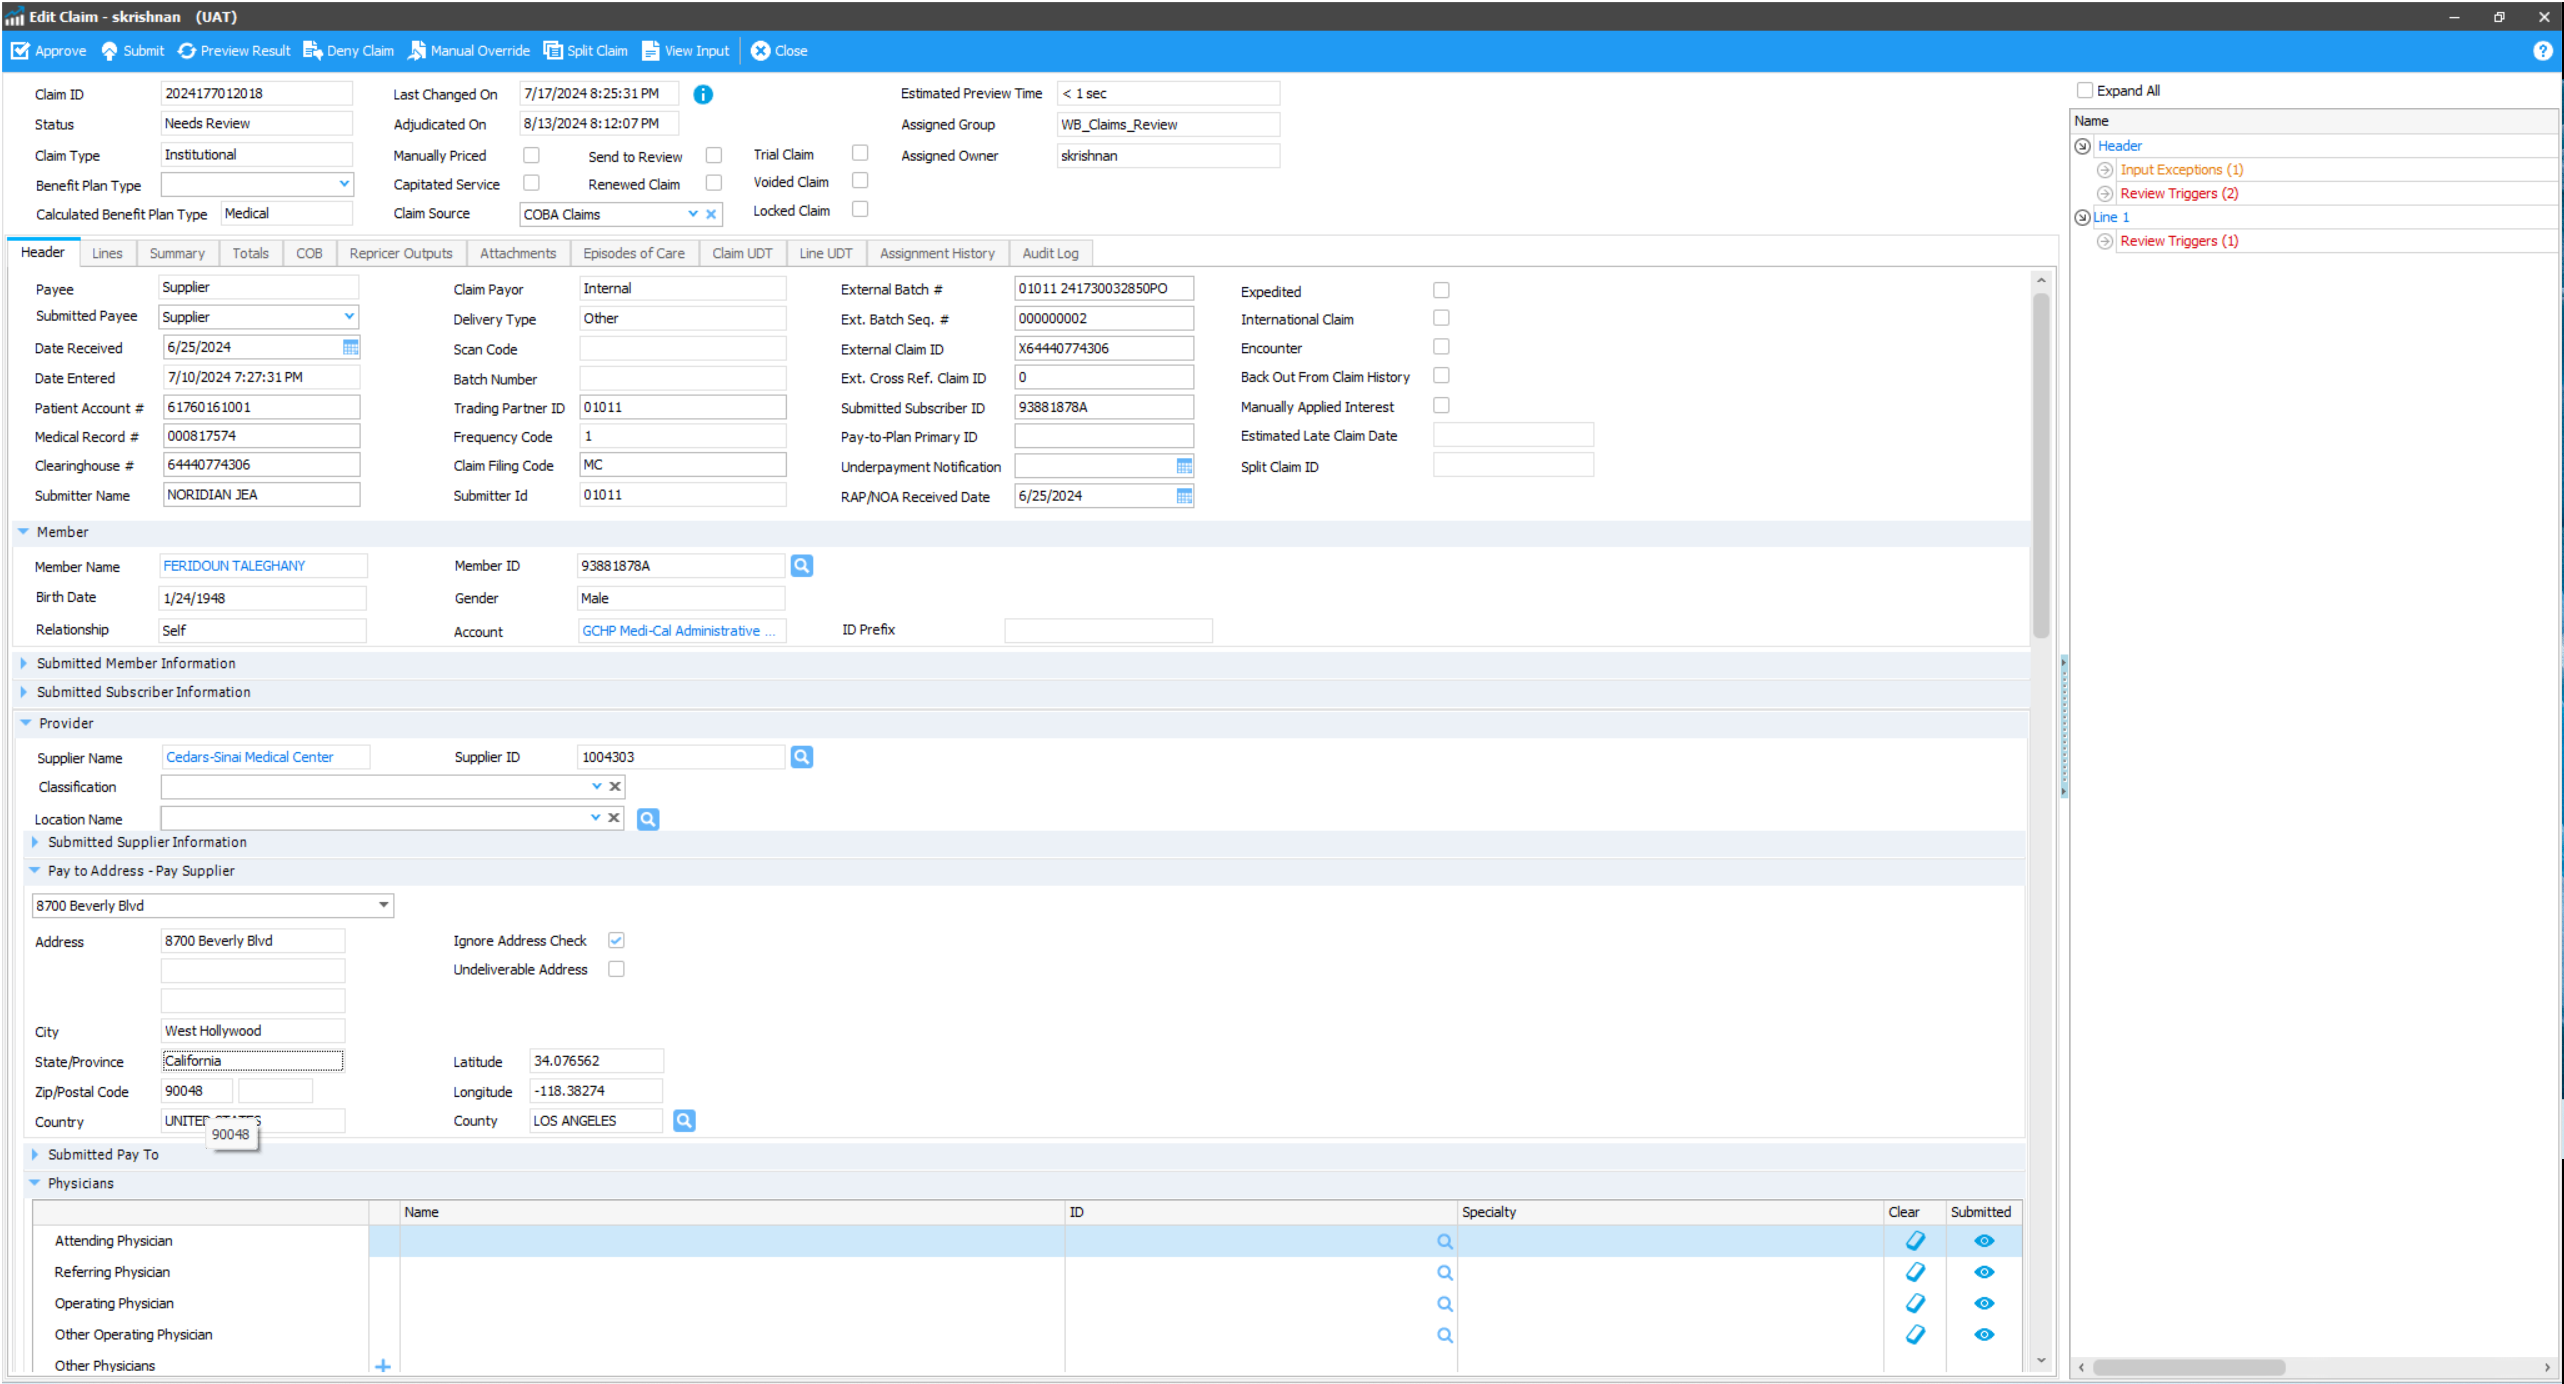 Edit Claim - skrishnan (UAT)
Approve Submit Preview Result Deny Claim Manual Override Split Claim View Input Close
Claim ID 2024177012018 Last Changed On 7/17/2024 8:25:31 PM Estimated Preview Time < 1 sec
Status Needs Review Adjudicated On 8/13/2024 8:12:07 PM Assigned Group WB_Claims_Review
Claim Type Institutional Manually Priced Send to Review Trial Claim Assigned Owner skrishnan
Benefit Plan Type Capitated Service Renewed Claim Voided Claim
Calculated Benefit Plan Type Medical Claim Source COBA Claims Locked Claim
Header Lines Summary Totals COB Repricer Outputs Attachments Episodes of Care Claim UDT Line UDT Assignment History Audit Log
Payee Supplier Claim Payor Internal External Batch # 01011 241730032850PO Expedited
Submitted Payee Supplier Delivery Type Other Ext. Batch Seq. # 000000002 International Claim
Date Received 6/25/2024 Scan Code External Claim ID X64440774306 Encounter
Date Entered 7/10/2024 7:27:31 PM Batch Number Ext. Cross Ref. Claim ID 0 Back Out From Claim History
Patient Account # 61760161001 Trading Partner ID 01011 Submitted Subscriber ID 93881878A Manually Applied Interest
Medical Record # 000817574 Frequency Code 1 Pay-to-Plan Primary ID Estimated Late Claim Date
Clearinghouse # 64440774306 Claim Filing Code MC Underpayment Notification Split Claim ID
Submitter Name NORIDIAN JEA Submitter Id 01011 RAP/NOA Received Date 6/25/2024
Member
Member Name FERIDOUN TALEGHANY Member ID 93881878A
Birth Date 1/24/1948 Gender Male
Relationship Self Account GCHP Medi-Cal Administrative ... ID Prefix
Submitted Member Information
Submitted Subscriber Information
Provider
Supplier Name Cedars-Sinai Medical Center Supplier ID 1004303
Classification
Location Name
Submitted Supplier Information
Pay to Address - Pay Supplier
8700 Beverly Blvd
Address 8700 Beverly Blvd Ignore Address Check
Undeliverable Address
City West Hollywood
State/Province California Latitude 34.076562
Zip/Postal Code 90048 Longitude -118.38274
Country UNITED STATES County LOS ANGELES
90048
Submitted Pay To
Physicians
Name ID Specialty Clear Submitted
Attending Physician
Referring Physician
Operating Physician
Other Operating Physician
Other Physicians
Expand All
Name
Header
Input Exceptions (1)
Review Triggers (2)
Line 1
Review Triggers (1)